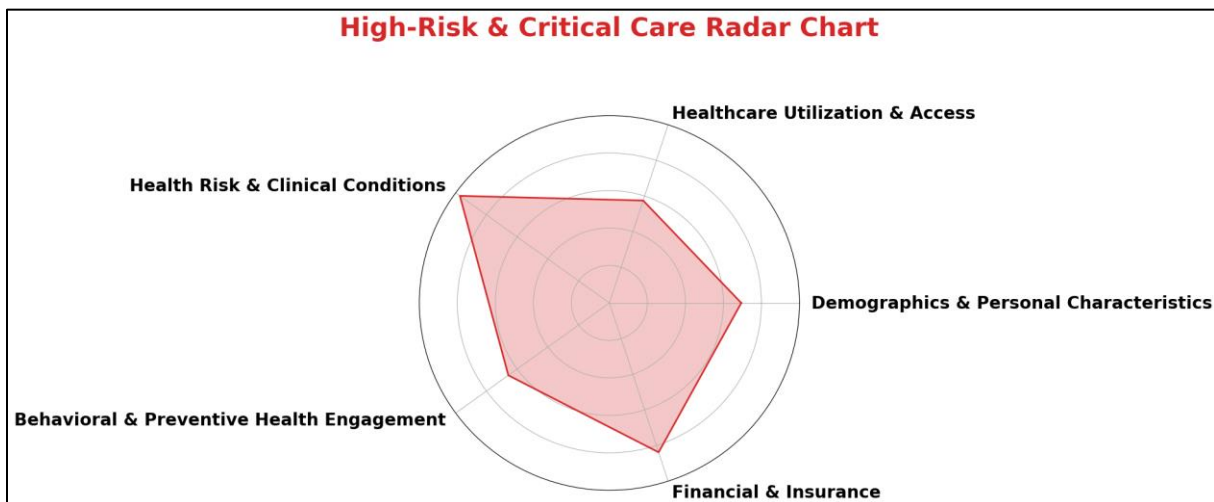 High-Risk & Critical Care Radar Chart
Healthcare Utilization & Access
Health Risk & Clinical Conditions
Demographics & Personal Characteristics
Behavioral & Preventive Health Engagement
Financial & Insurance